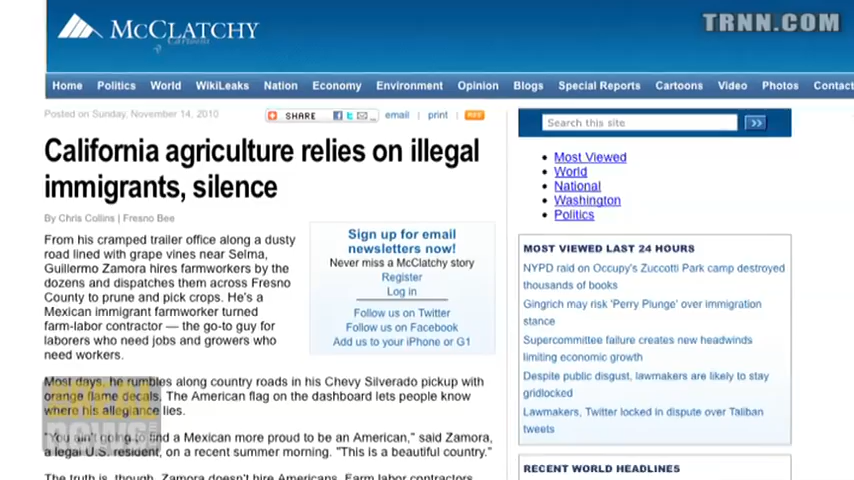 McCLATCHY
TRNN.COM
Home Politics World WikiLeaks Nation Economy Environment Opinion Blogs Special Reports Cartoons Video Photos Contact
Posted on Sunday, November 14, 2010
SHARE
email | print | RSS
California agriculture relies on illegal
immigrants, silence
By Chris Collins | Fresno Bee
From his cramped trailer office along a dusty
road lined with grape vines near Selma,
Guillermo Zamora hires farmworkers by the
dozens and dispatches them across Fresno
County to prune and pick crops. He's a
Mexican immigrant farmworker turned
farm-labor contractor — the go-to guy for
laborers who need jobs and growers who
need workers.
Sign up for email
newsletters now!
Never miss a McClatchy story
Register
Log in
Follow us on Twitter
Follow us on Facebook
Add us to your iPhone or G1
Most days, he rumbles along country roads in his Chevy Silverado pickup with
orange flame decals. The American flag on the dashboard lets people know
where his allegiance lies.
"You ain't going to find a Mexican more proud to be an American," said Zamora,
a legal U.S. resident, on a recent summer morning. "This is a beautiful country."
The truth is, though, Zamora doesn't hire Americans. Farm labor contractors
Search this site
>>
Most Viewed
World
National
Washington
Politics
MOST VIEWED LAST 24 HOURS
NYPD raid on Occupy's Zuccotti Park camp destroyed
thousands of books
Gingrich may risk 'Perry Plunge' over immigration
stance
Supercommittee failure creates new headwinds
limiting economic growth
Despite public disgust, lawmakers are likely to stay
gridlocked
Lawmakers, Twitter locked in dispute over Taliban
tweets
RECENT WORLD HEADLINES